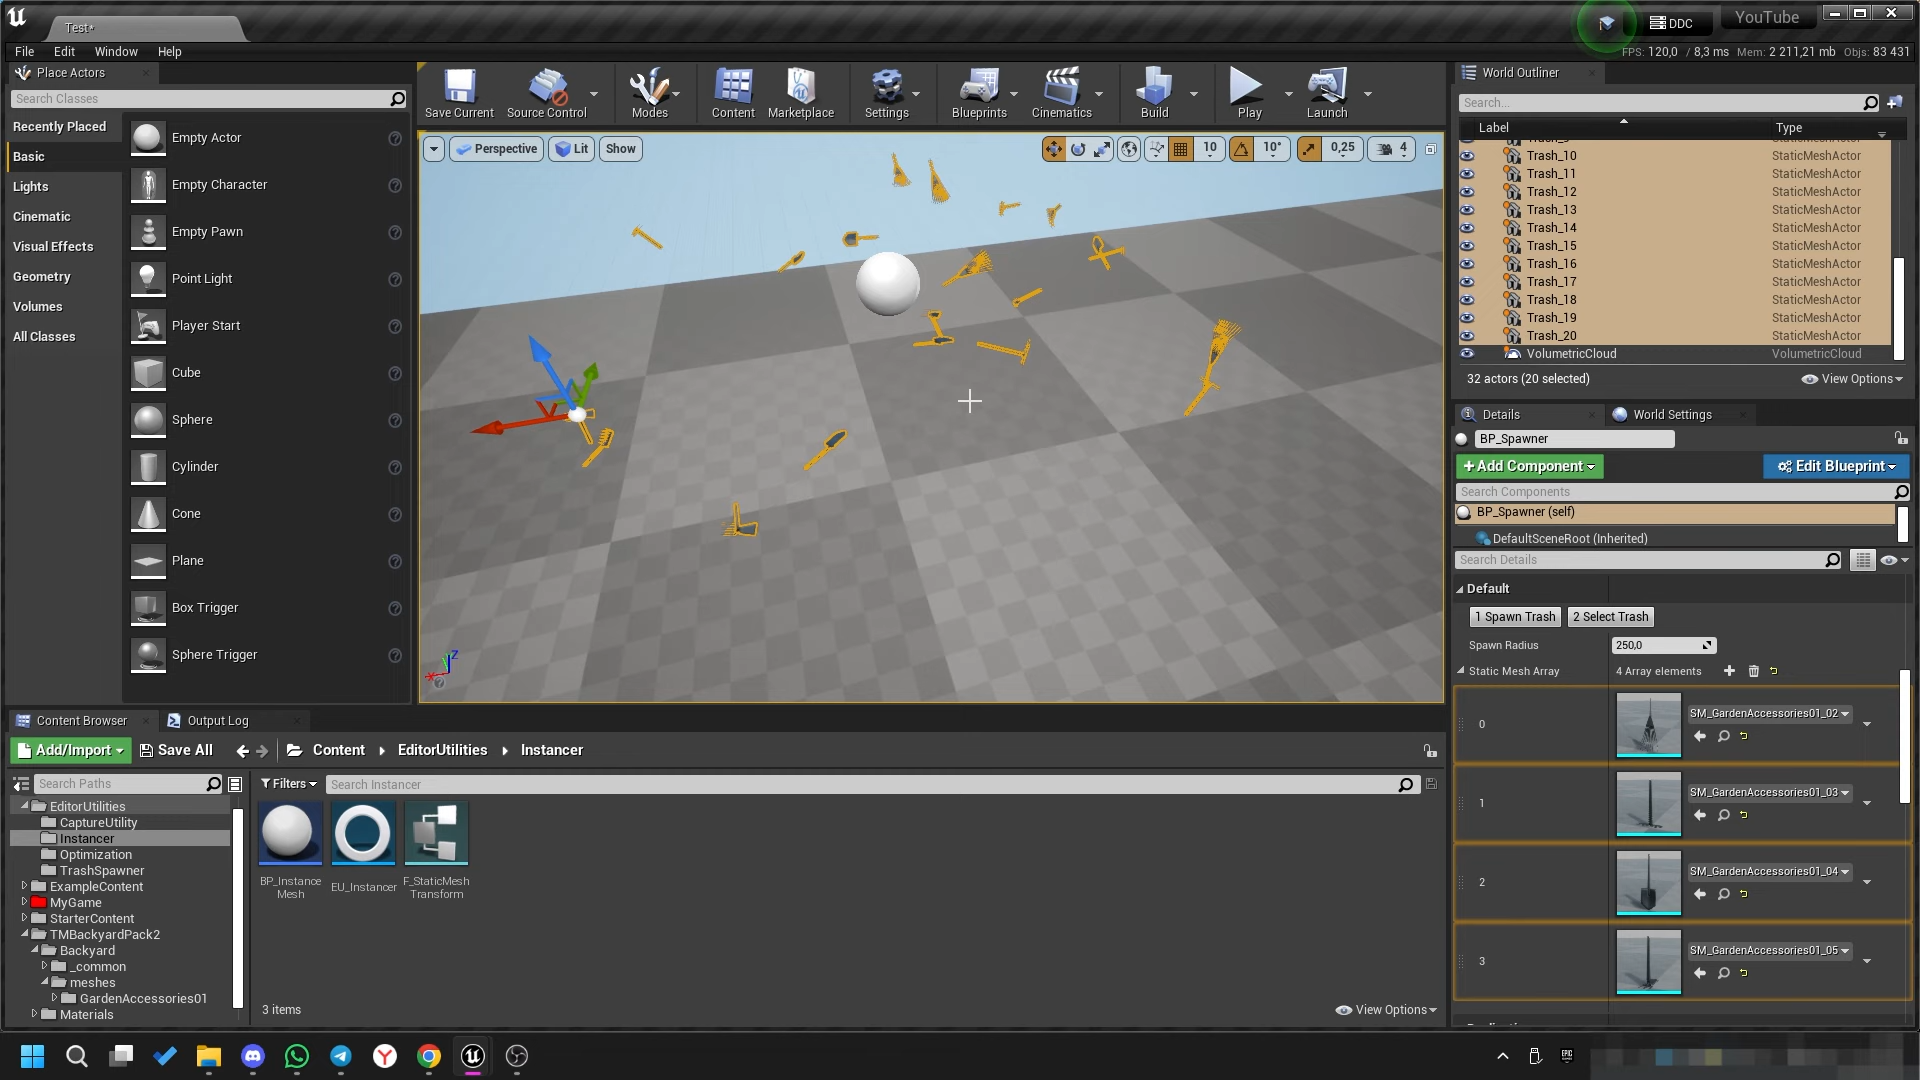 Test*
DDC
YouTube
File Edit Window Help
FPS: 120,0 / 8,3 ms Mem: 2 211,21 mb Objs: 83 431
Place Actors
Search Classes
Recently Placed
Basic
Lights
Cinematic
Visual Effects
Geometry
Volumes
All Classes
Empty Actor
Empty Character
Empty Pawn
Point Light
Player Start
Cube
Sphere
Cylinder
Cone
Plane
Box Trigger
Sphere Trigger
Save Current
Source Control
Modes
Content
Marketplace
Settings
Blueprints
Cinematics
Build
Play
Launch
Perspective
Lit
Show
10
10°
0,25
4
Z
X
World Outliner
Search...
Label Type
Trash_10 StaticMeshActor
Trash_11 StaticMeshActor
Trash_12 StaticMeshActor
Trash_13 StaticMeshActor
Trash_14 StaticMeshActor
Trash_15 StaticMeshActor
Trash_16 StaticMeshActor
Trash_17 StaticMeshActor
Trash_18 StaticMeshActor
Trash_19 StaticMeshActor
Trash_20 StaticMeshActor
VolumetricCloud VolumetricCloud
32 actors (20 selected)
View Options
Details
World Settings
BP_Spawner
+Add Component
Edit Blueprint
Search Components
BP_Spawner (self)
DefaultSceneRoot (Inherited)
Search Details
Default
1 Spawn Trash
2 Select Trash
Spawn Radius 250,0
Static Mesh Array 4 Array elements
0 SM_GardenAccessories01_02
1 SM_GardenAccessories01_03
2 SM_GardenAccessories01_04
3 SM_GardenAccessories01_05
Content Browser
Output Log
Add/Import
Save All
Content
EditorUtilities
Instancer
Search Paths
EditorUtilities
CaptureUtility
Instancer
Optimization
TrashSpawner
ExampleContent
MyGame
StarterContent
TMBackyardPack2
Backyard
_common
meshes
GardenAccessories01
Materials
Filters
Search Instancer
BP_Instance
Mesh
EU_Instancer
F_StaticMesh
Transform
3 items
View Options